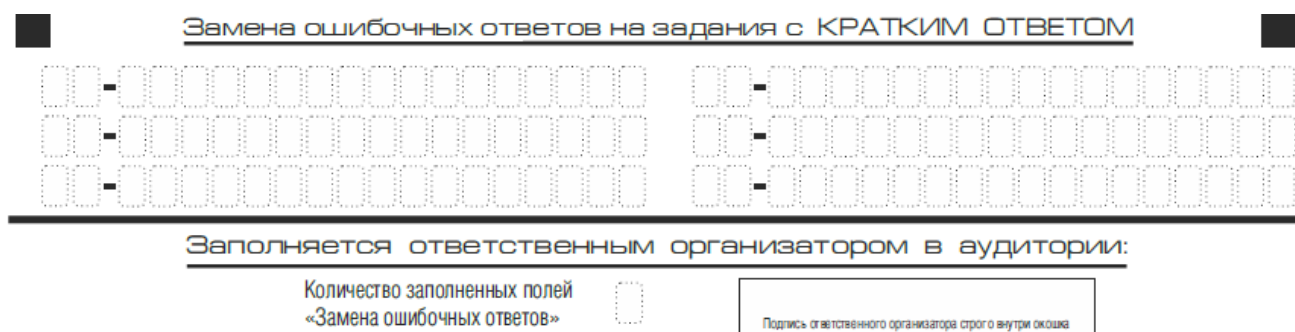 Замена ошибочных ответов на задания с КРАТКИМ ОТВЕТОМ
-
-
-
-
-
-
Заполняется ответственным организатором в аудитории:
Количество заполненных полей
«Замена ошибочных ответов»
Подпись ответственного организатора строго внутри окошка